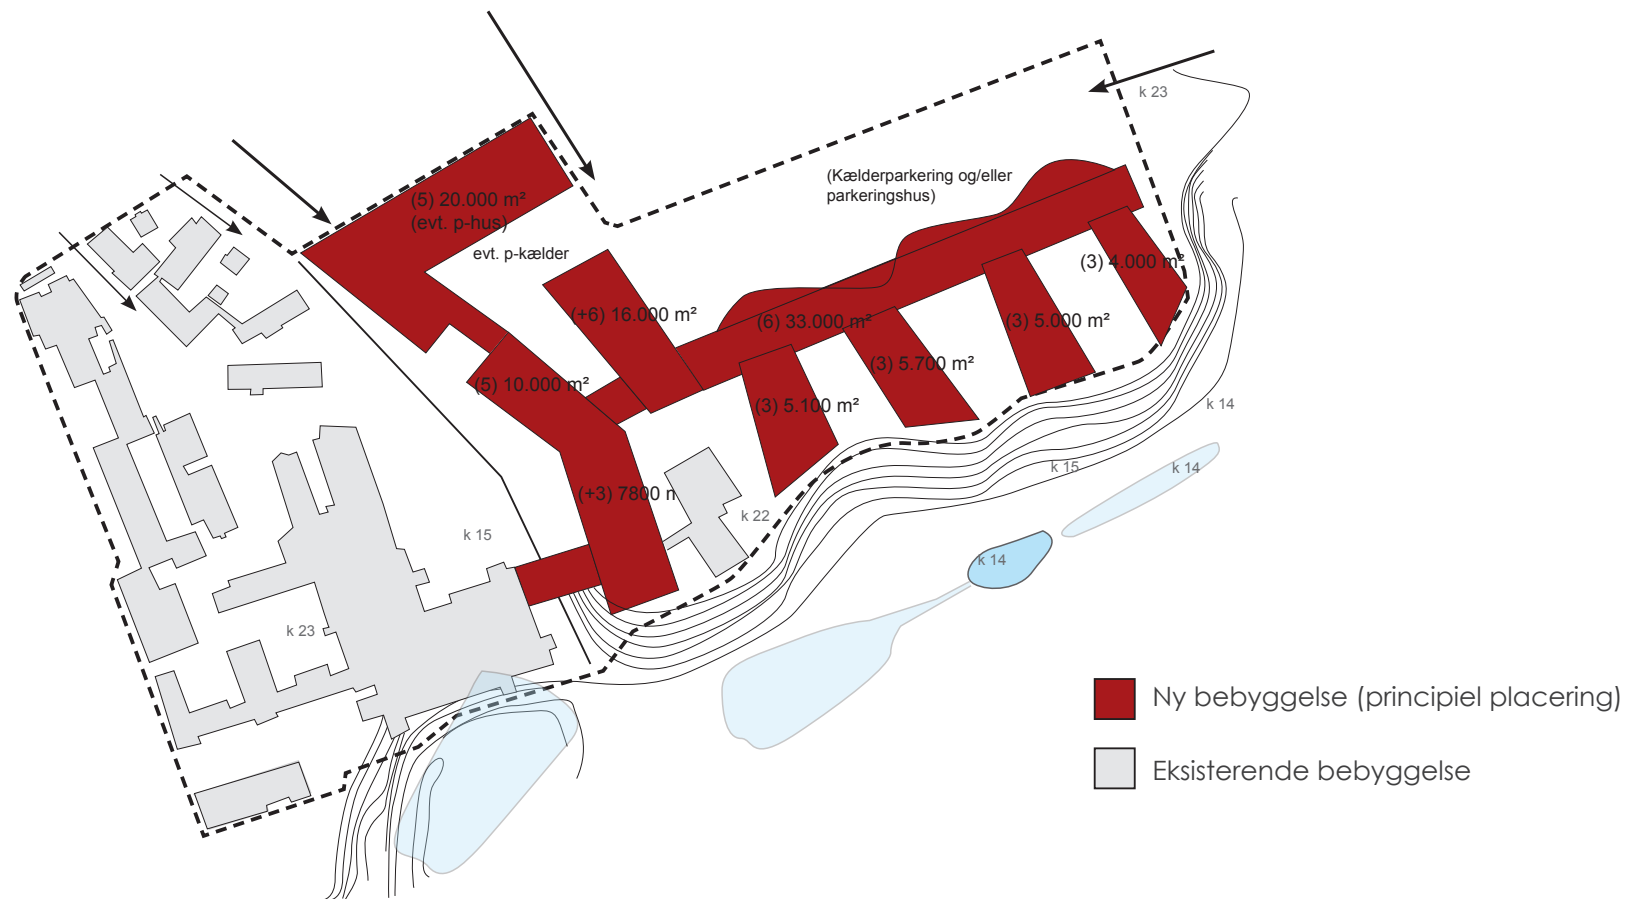 k 23
(Kælderparkering og/eller
parkeringshus)
(5) 20.000 m²
(evt. p-hus)
evt. p-kælder
(3) 4.000 m²
(+6) 16.000 m²
(6) 33.000 m²
(3) 5.000 m²
(3) 5.700 m²
(5) 10.000 m²
(3) 5.100 m²
k 14
k 15
k 14
(+3) 7800 m
k 22
k 15
k 14
k 23
Ny bebyggelse (principiel placering)
Eksisterende bebyggelse